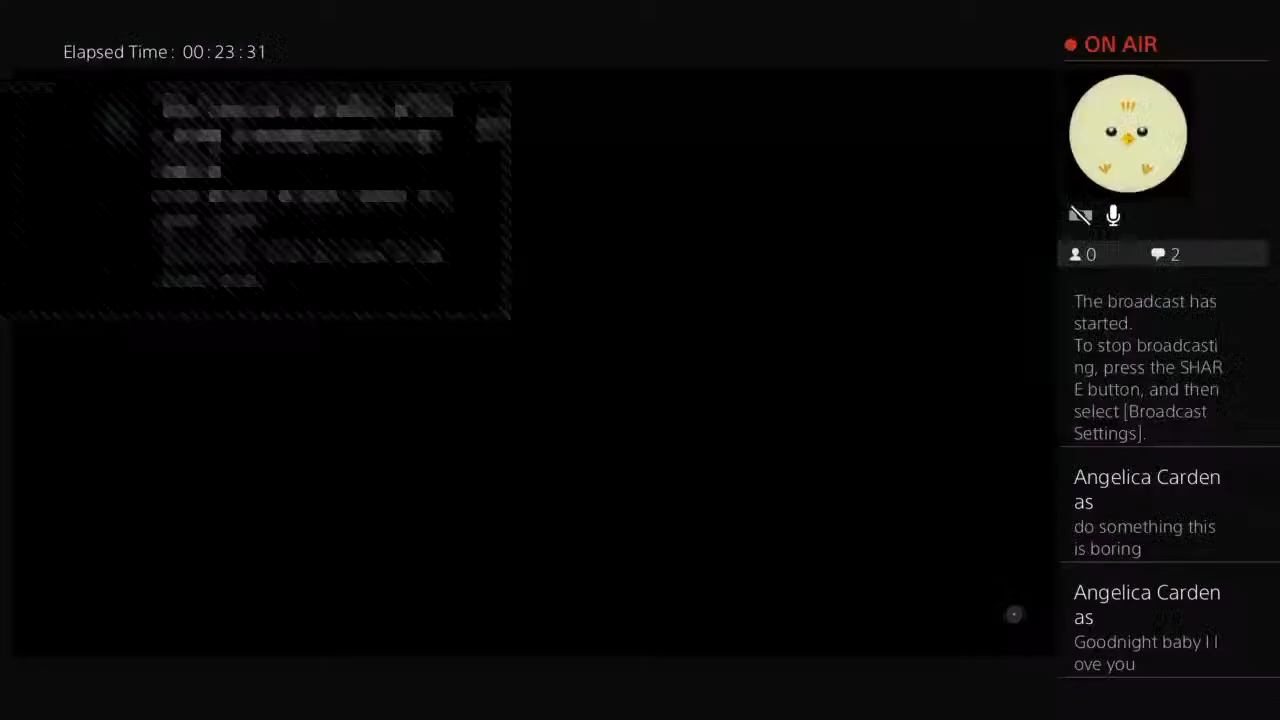 Elapsed Time: 00:23:31
ON AIR
0
2
The broadcast has
started.
To stop broadcasti
ng, press the SHAR
E button, and then
select [Broadcast
Settings].
Angelica Carden
as
do something this
is boring
Angelica Carden
as
Goodnight baby I l
ove you